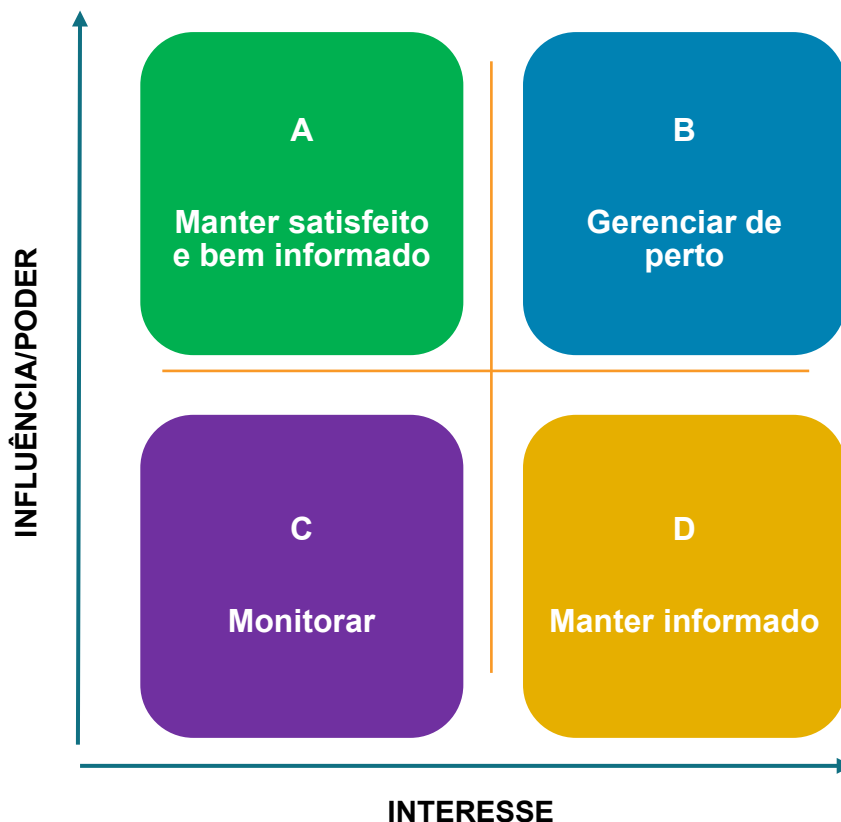 INFLUÊNCIA/PODER
A
Manter satisfeito
e bem informado
B
Gerenciar de
perto
C
Monitorar
D
Manter informado
INTERESSE